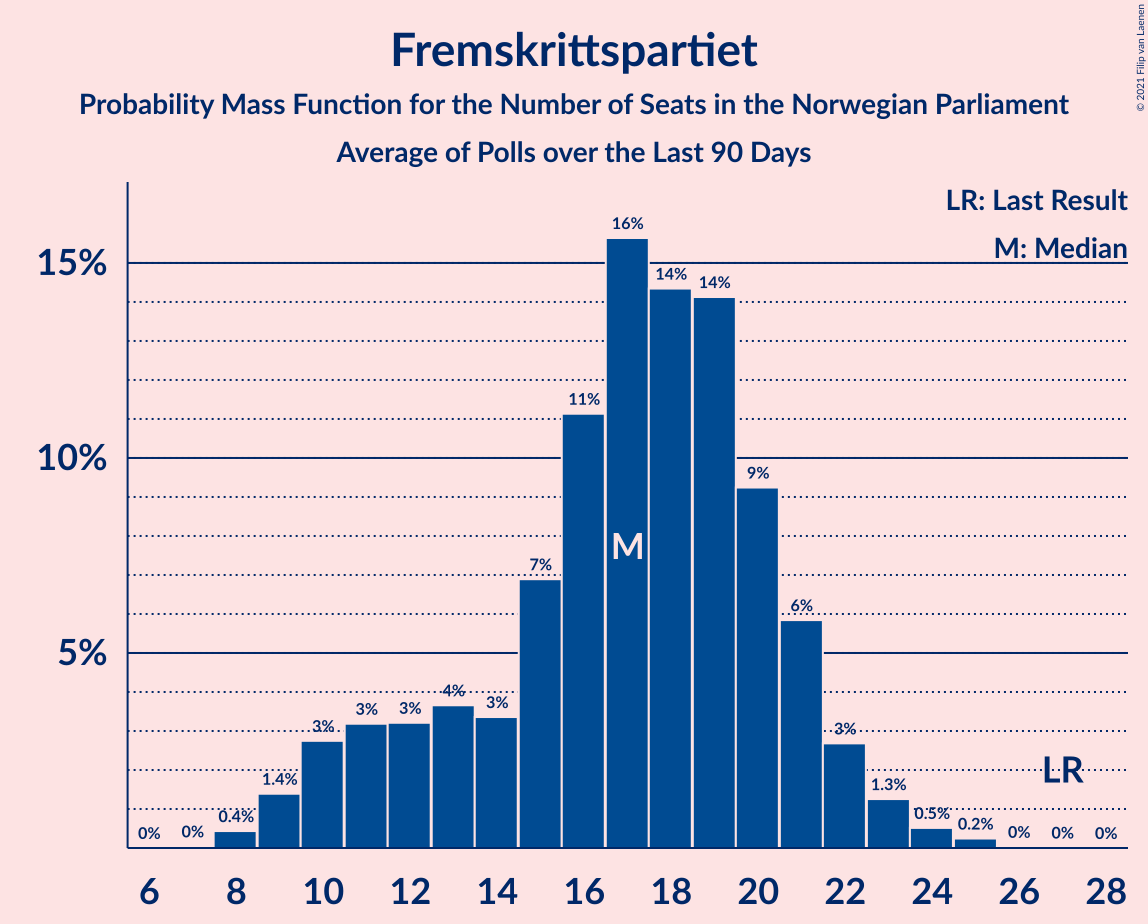 Fremskrittspartiet
Probability Mass Function for the Number of Seats in the Norwegian Parliament
Average of Polls over the Last 90 Days
© 2021 Filip van Laenen
LR: Last Result
M: Median
15%
10%
5%
0%
0%
0.4%
1.4%
3%
3%
3%
4%
3%
7%
11%
16%
14%
14%
9%
6%
3%
1.3%
0.5%
0.2%
0%
0%
0%
M
LR
6 8 10 12 14 16 18 20 22 24 26 28